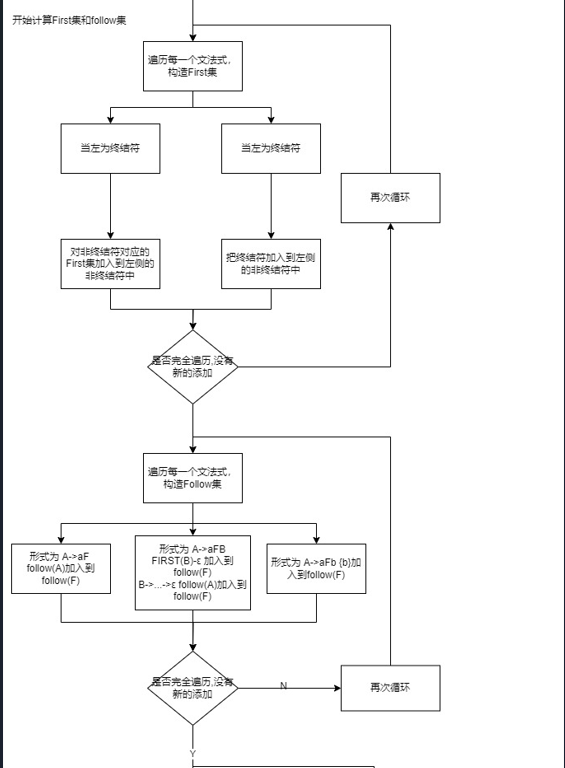 开始计算First集和follow集
遍历每一个文法式,
构造First集
当左为终结符
当左为终结符
再次循环
对非终结符对应的
First集加入到左侧的
非终结符中
把终结符加入到左侧
的非终结符中
是否完全遍历,没有
新的添加
遍历每一个文法式,
构造Follow集
形式为 A->aF
follow(A)加入到
follow(F)
形式为 A->aFB
FIRST(B)-ε 加入到
follow(F)
B->...->ε follow(A)加入到
follow(F)
形式为 A->aFb {b}加
入到follow(F)
是否完全遍历,没有
新的添加
N
再次循环
Y